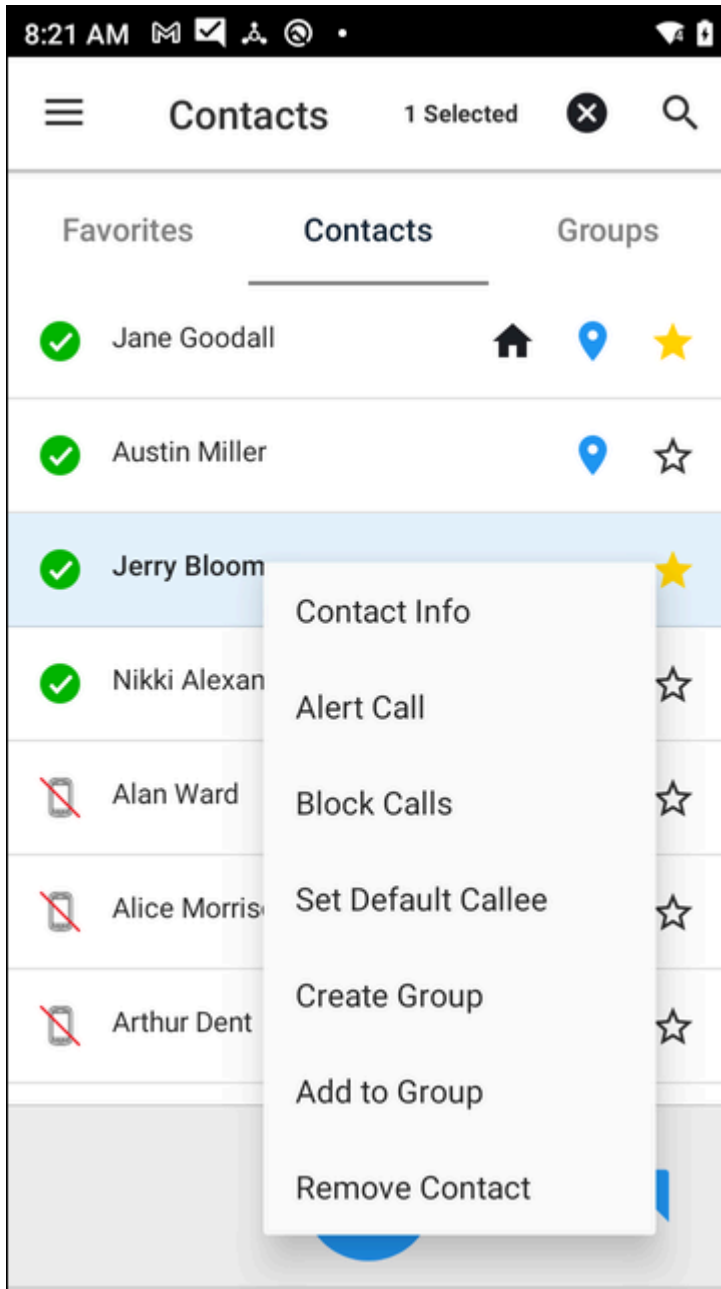 8:21 AM
Contacts 1 Selected
Favorites Contacts Groups
Jane Goodall
Austin Miller
Jerry Bloom
Contact Info
Nikki Alexan
Alert Call
Alan Ward
Block Calls
Alice Morris
Set Default Callee
Create Group
Arthur Dent
Add to Group
Remove Contact